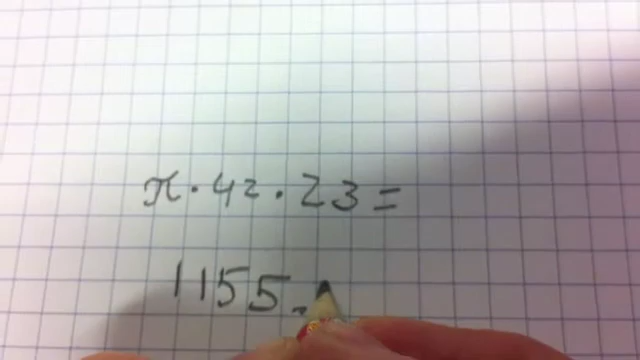 π · 4² · 23 =
1155.